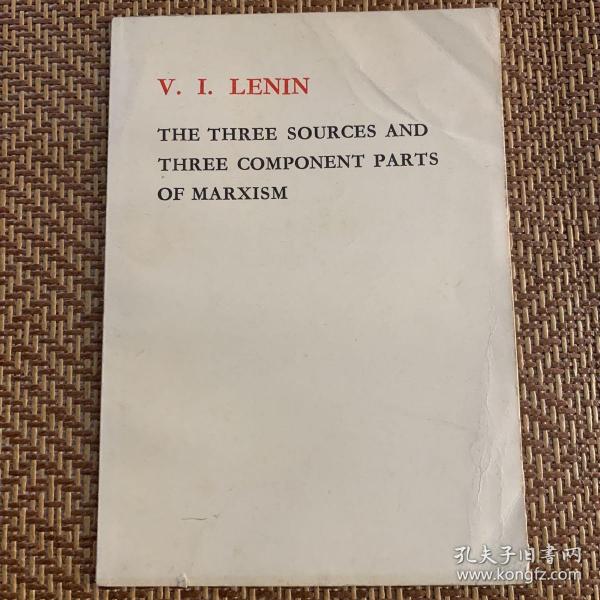 V. I. LENIN
THE THREE SOURCES AND
THREE COMPONENT PARTS
OF MARXISM
孔夫子旧书网
www.kongfz.com